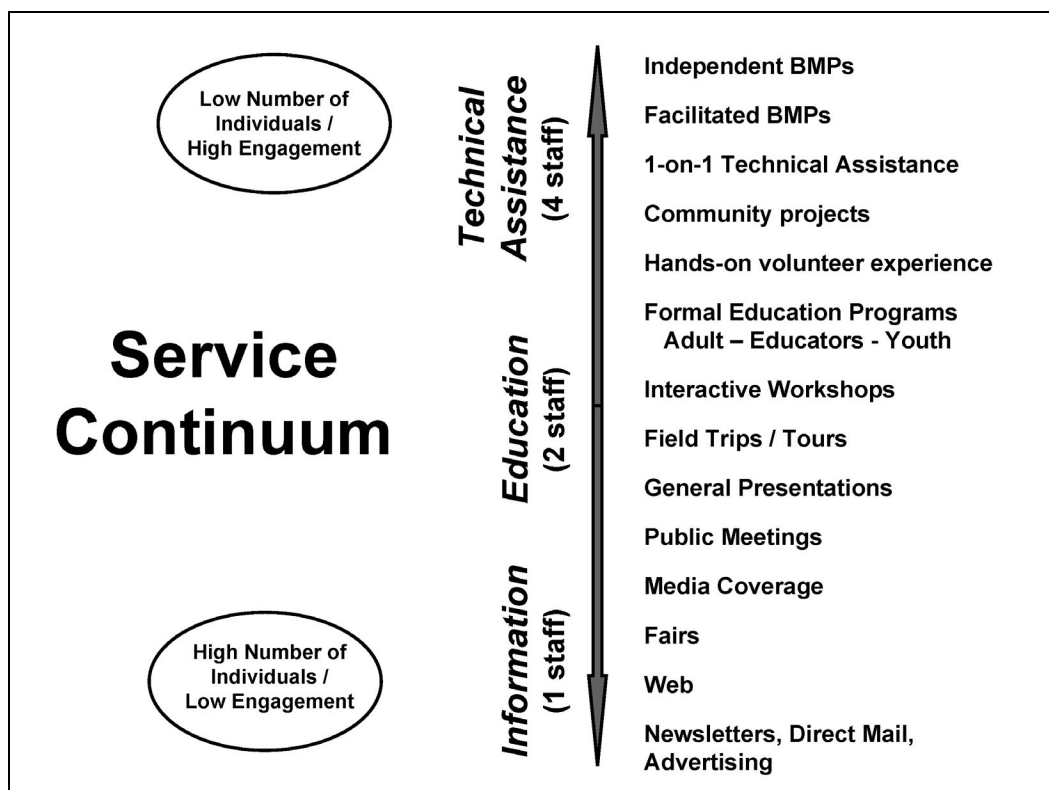 Low Number of
Individuals /
High Engagement
Service
Continuum
High Number of
Individuals /
Low Engagement
Technical
Assistance
(4 staff)
Education
(2 staff)
Information
(1 staff)
Independent BMPs
Facilitated BMPs
1-on-1 Technical Assistance
Community projects
Hands-on volunteer experience
Formal Education Programs
Adult – Educators - Youth
Interactive Workshops
Field Trips / Tours
General Presentations
Public Meetings
Media Coverage
Fairs
Web
Newsletters, Direct Mail,
Advertising